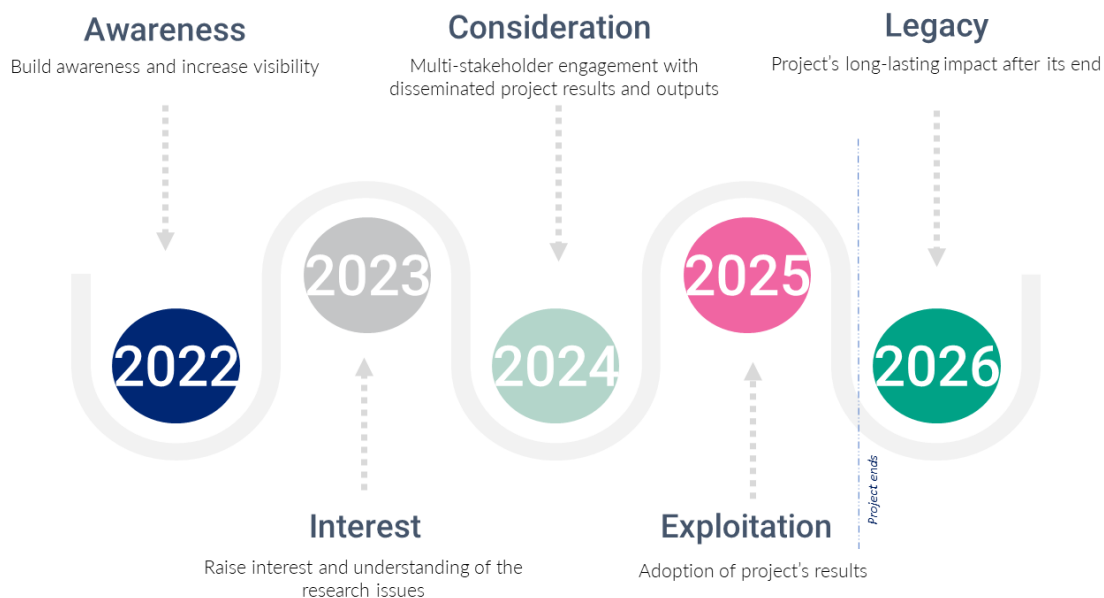 Awareness
Build awareness and increase visibility
Consideration
Multi-stakeholder engagement with
disseminated project results and outputs
Legacy
Project's long-lasting impact after its end
2022
2023
2024
2025
2026
Project ends
Interest
Raise interest and understanding of the
research issues
Exploitation
Adoption of project's results